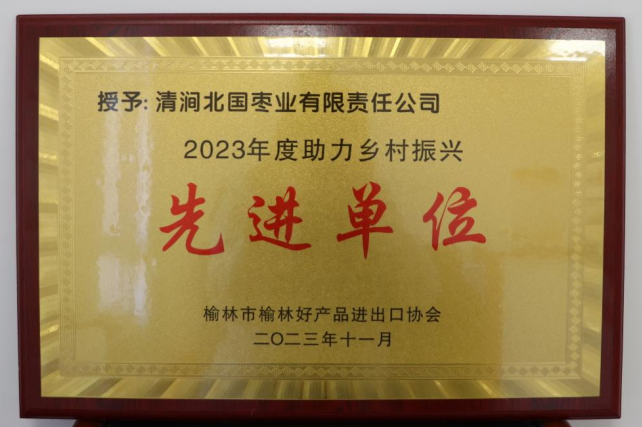 授予: 清涧北国枣业有限责任公司
2023年度助力乡村振兴
先进单位
榆林市榆林好产品进出口协会
二〇二三年十一月